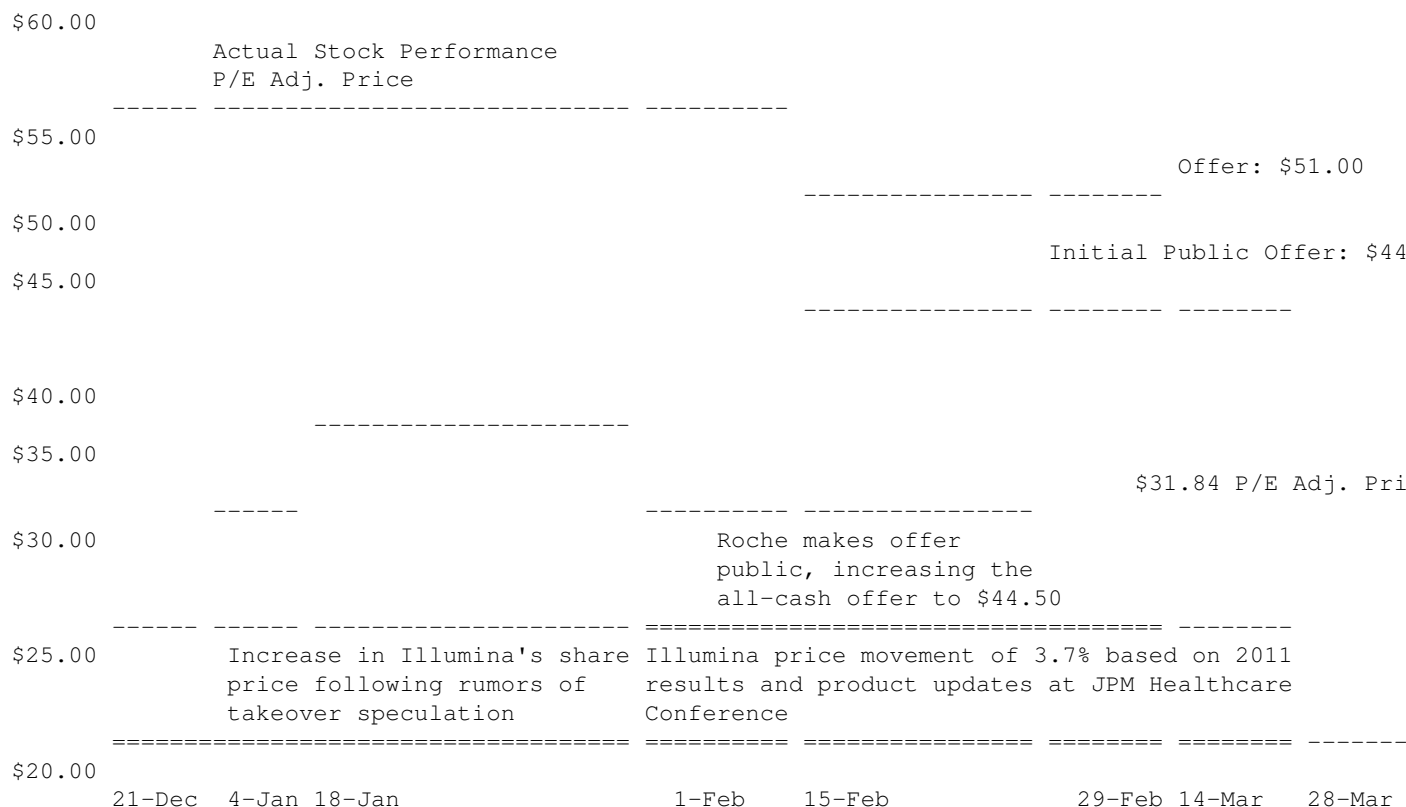 $60.00
Actual Stock Performance
P/E Adj. Price
------ ----------------------------- ----------
$55.00
Offer: $51.00
---------------- --------
$50.00
Initial Public Offer: $44
$45.00
---------------- -------- --------
$40.00
----------------------
$35.00
$31.84 P/E Adj. Pri
------ ---------- ----------------
$30.00 Roche makes offer
public, increasing the
all-cash offer to $44.50
------ ------ ---------------------- ==================================== --------
$25.00 Increase in Illumina's share Illumina price movement of 3.7% based on 2011
price following rumors of results and product updates at JPM Healthcare
takeover speculation Conference
==================================== ========== ================ ======== ======== -------
$20.00
21-Dec 4-Jan 18-Jan 1-Feb 15-Feb 29-Feb 14-Mar 28-Mar